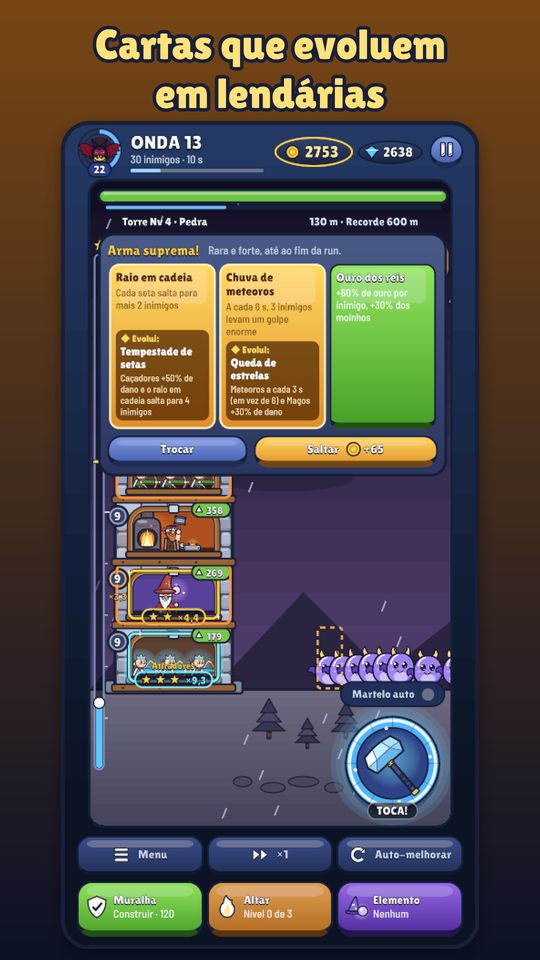 Cartas que evoluem
em lendárias
ONDA 13
30 inimigos · 10 s
2753
2638
22
Torre Nv 4 · Pedra
130 m · Recorde 600 m
Arma suprema! Rara e forte, até ao fim da run.
Raio em cadeia
Cada seta salta para
mais 2 inimigos
Evolui:
Tempestade de
setas
Caçadores +50% de
dano e o raio em
cadeia salta para 4
inimigos
Chuva de
meteoros
A cada 6 s, 3 inimigos
levam um golpe
enorme
Evolui:
Queda de
estrelas
Meteoros a cada 3 s
(em vez de 6) e Magos
+30% de dano
Ouro dos reis
+60% de ouro por
inimigo, +30% dos
moinhos
Trocar
Saltar +65
9
358
9
269
×4,4
9
179
Atiradores
×9,3
Martelo auto
TOCA!
Menu
×1
Auto-melhorar
Muralha
Construir · 120
Altar
Nível 0 de 3
Elemento
Nenhum